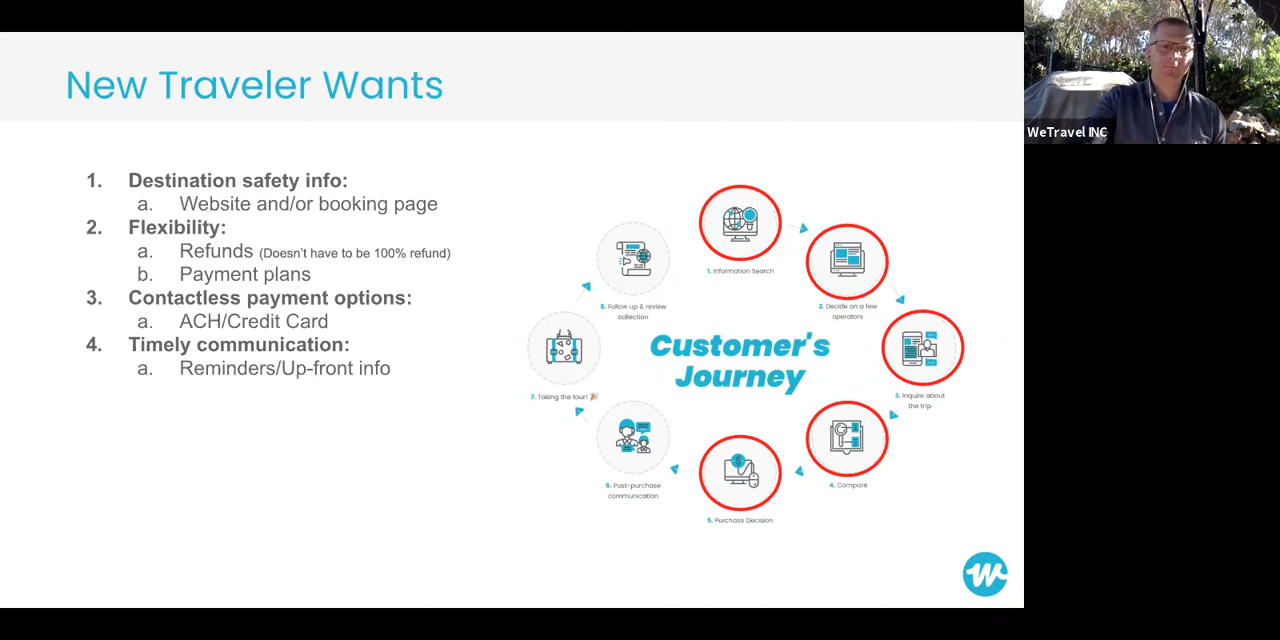 New Traveler Wants
WeTravel INC
1. Destination safety info:
a. Website and/or booking page
2. Flexibility:
a. Refunds (Doesn't have to be 100% refund)
b. Payment plans
3. Contactless payment options:
a. ACH/Credit Card
4. Timely communication:
a. Reminders/Up-front info
Customer's
Journey
1. Information Search
2. Decide on a few
operators
3. Inquire about
the trip
4. Compare
5. Purchase Decision
6. Post-purchase
communication
7. Taking the tour! 🎉
8. Follow up & review
collection